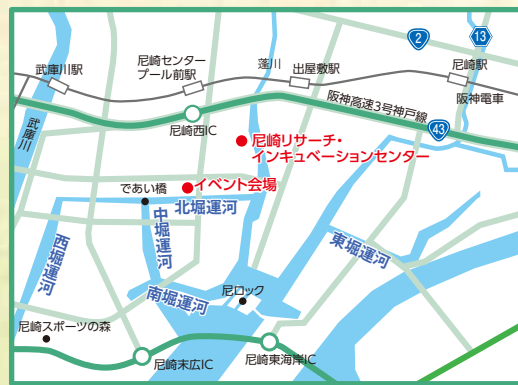 2
13
武庫川駅
尼崎センター
プール前駅
蓬川
出屋敷駅
尼崎駅
阪神電車
阪神高速3号神戸線
43
武庫川
尼崎西IC
尼崎リサーチ・
インキュベーションセンター
イベント会場
であい橋
北堀運河
中堀運河
西堀運河
東堀運河
南堀運河
尼ロック
尼崎スポーツの森
尼崎末広IC
尼崎東海岸IC